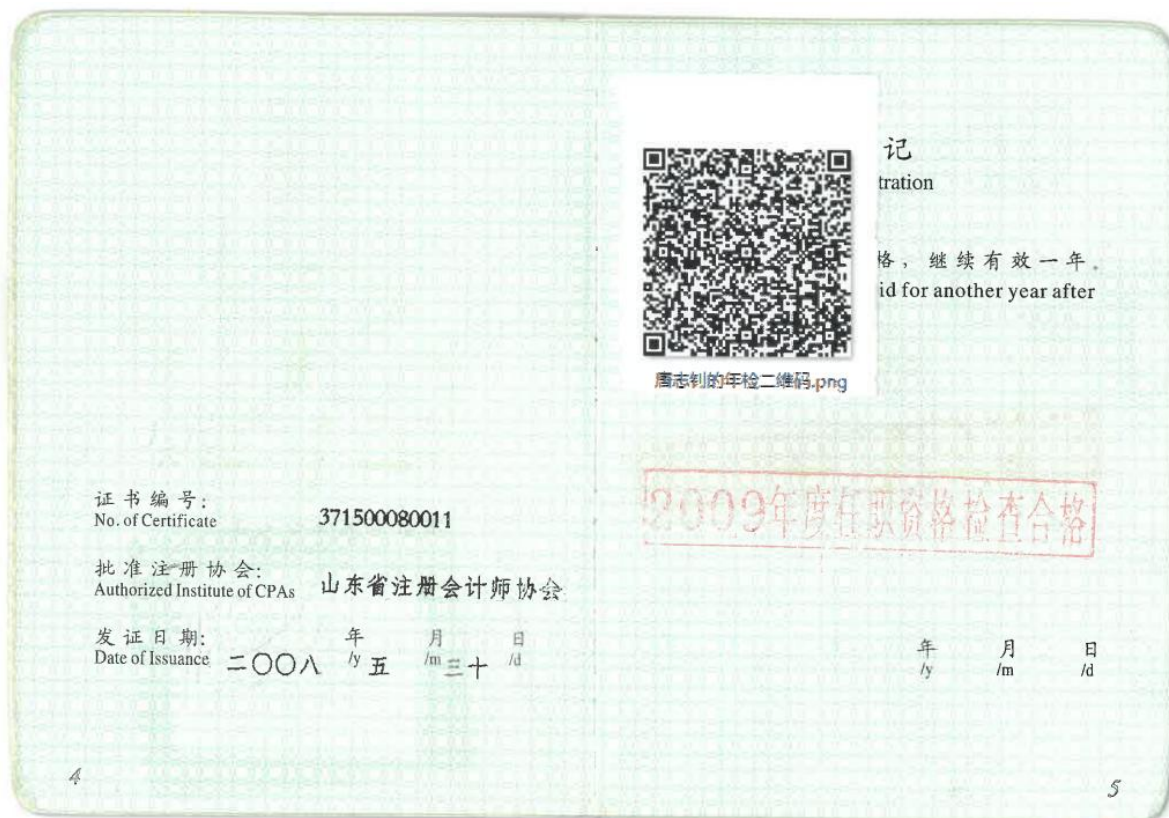 证书编号:
No. of Certificate 371500080011
批准注册协会:
Authorized Institute of CPAs 山东省注册会计师协会
发证日期: 年 月 日
Date of Issuance 二〇〇八 /y 五 /m 三十 /d
4
记
tration
格，继续有效一年。
id for another year after
唐志钊的年检二维码.png
2009年度任职资格检查合格
年 月 日
/y /m /d
5